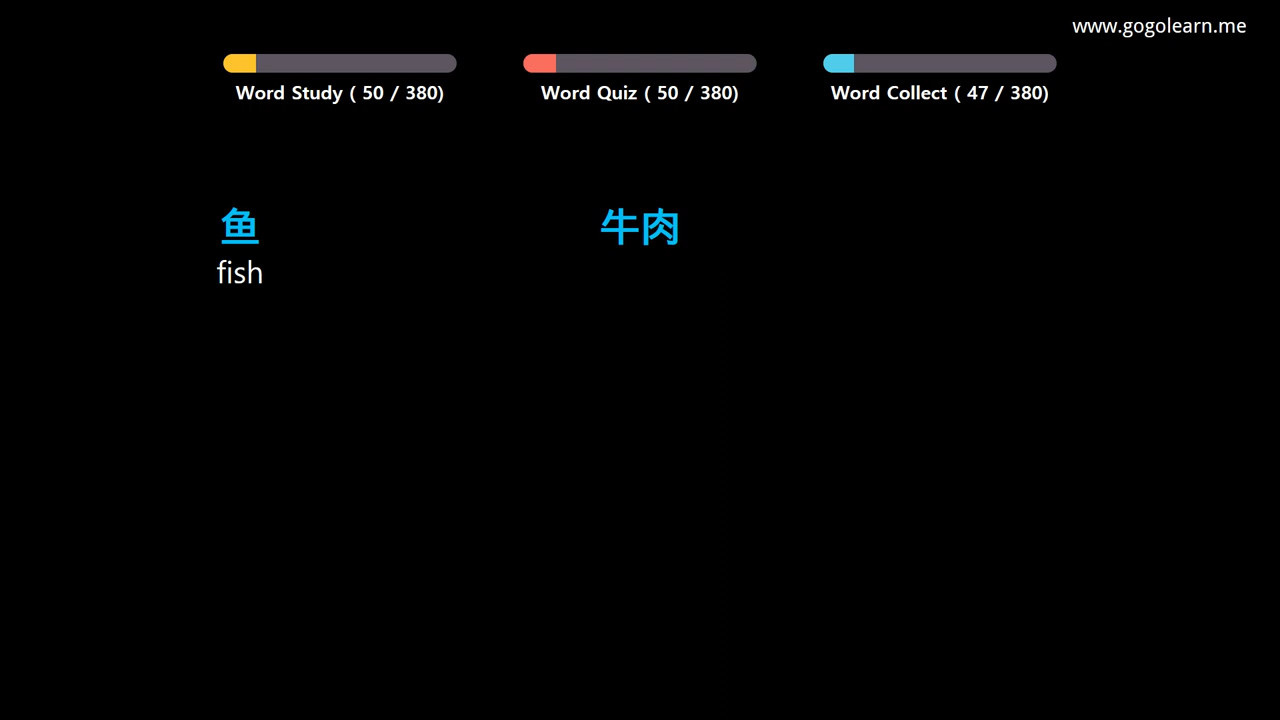 www.gogolearn.me
Word Study ( 50 / 380)
Word Quiz ( 50 / 380)
Word Collect ( 47 / 380)
鱼
牛肉
fish